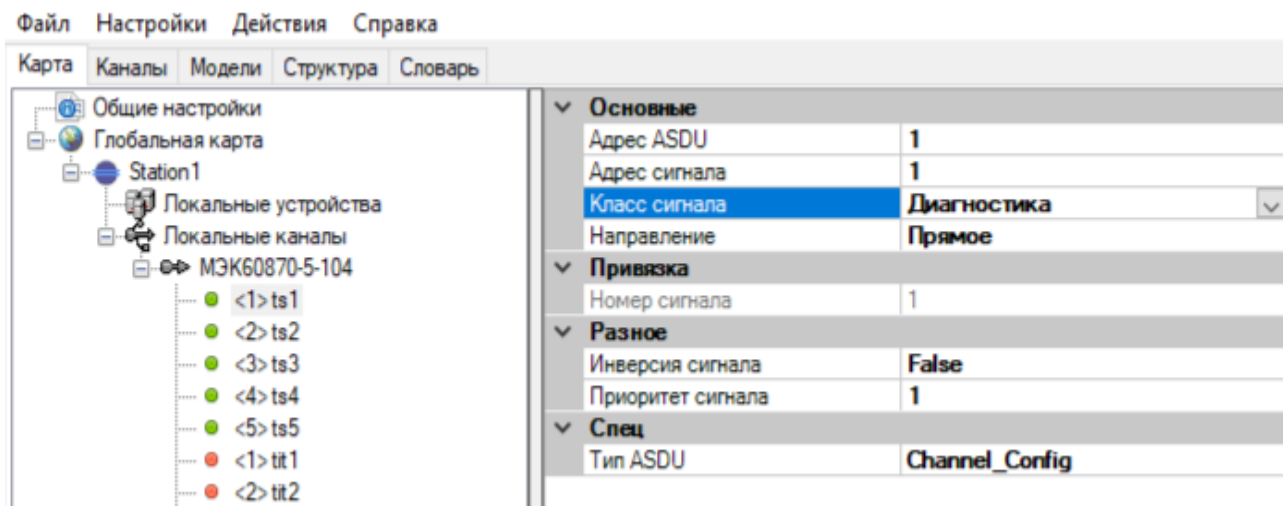 Файл Настройки Действия Справка
Карта Каналы Модели Структура Словарь
Общие настройки
Глобальная карта
Station1
Локальные устройства
Локальные каналы
МЭК60870-5-104
<1> ts1
<2> ts2
<3> ts3
<4> ts4
<5> ts5
<1> tit1
<2> tit2
Основные
Адрес ASDU 1
Адрес сигнала 1
Класс сигнала Диагностика
Направление Прямое
Привязка
Номер сигнала 1
Разное
Инверсия сигнала False
Приоритет сигнала 1
Спец
Тип ASDU Channel_Config